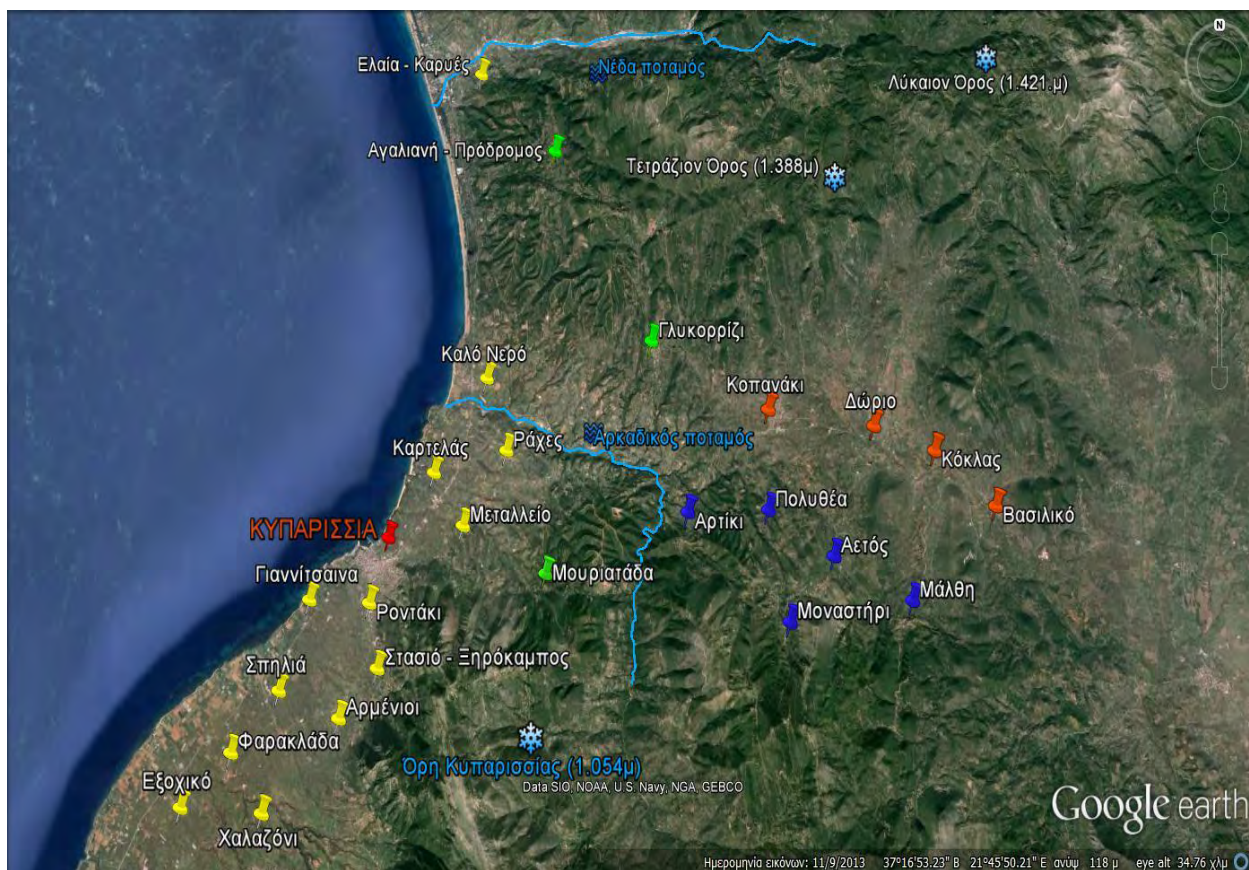 N
Ελαία - Καρυές
Νέδα ποταμός
Λύκαιον Όρος (1.421.μ)
Αγαλιανή - Πρόδρομος
Τετράζιον Όρος (1.388μ)
Γλυκορρίζι
Καλό Νερό
Κοπανάκι
Δώριο
Αρκαδικός ποταμός
Ράχες
Καρτελάς
Κόκλας
Μεταλλείο
Πολυθέα
Αρτίκι
Βασιλικό
ΚΥΠΑΡΙΣΣΙΑ
Αετός
Γιαννίτσαινα
Μουριατάδα
Μάλθη
Ροντάκι
Μοναστήρι
Στασιό - Ξηρόκαμπος
Σπηλιά
Αρμένιοι
Φαρακλάδα
Όρη Κυπαρισσίας (1.054μ)
Εξοχικό
Data SIO, NOAA, U.S. Navy, NGA, GEBCO
Google earth
Χαλαζόνι
Ημερομηνία εικόνων: 11/9/2013 37°16'53.23" Β 21°45'50.21" Ε ανύψ 118 μ eye alt 34.76 χλμ